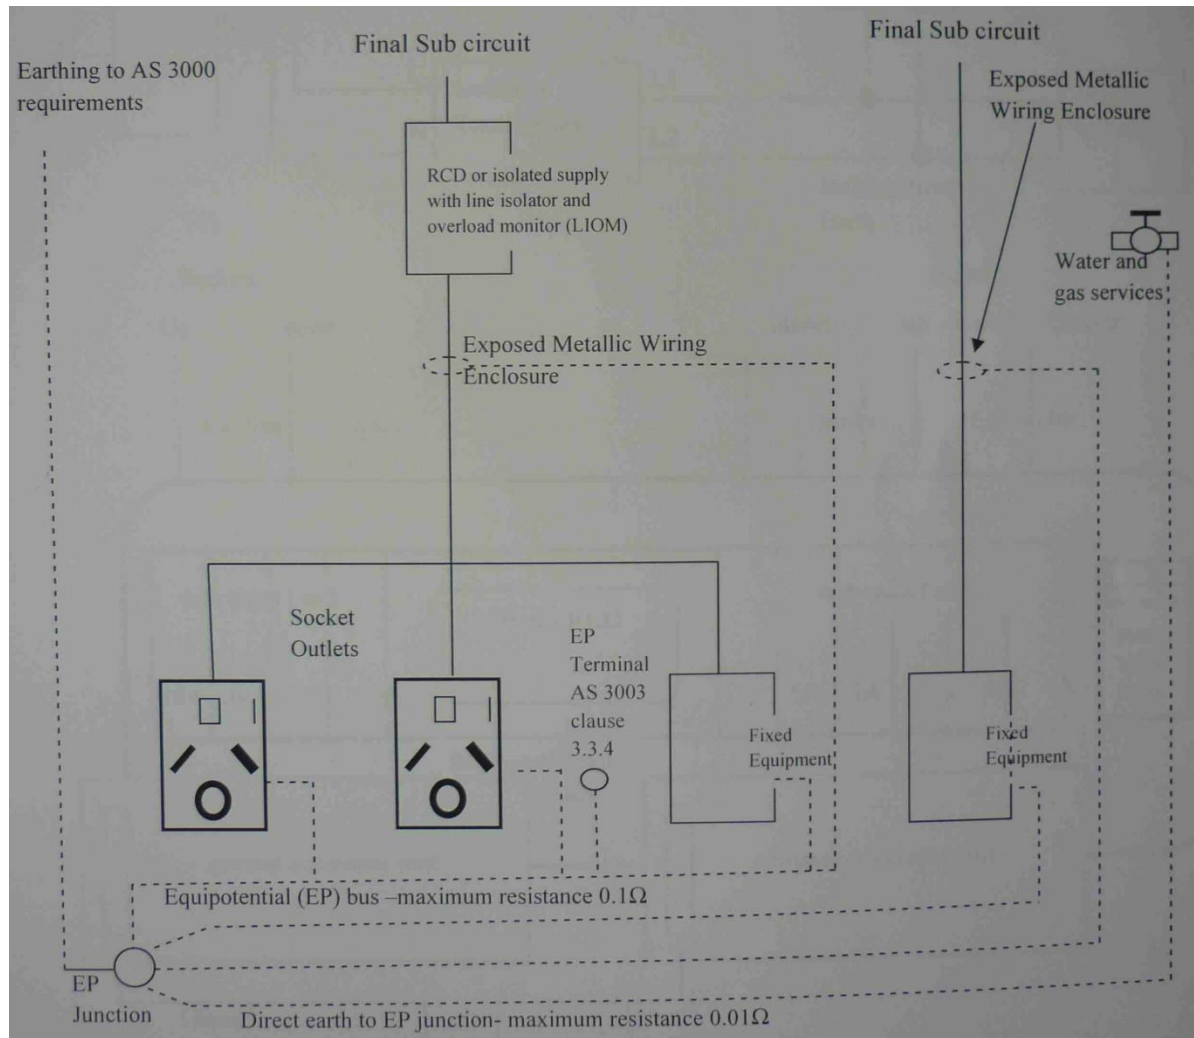 Final Sub circuit
Final Sub circuit
Earthing to AS 3000
requirements
Exposed Metallic
Wiring Enclosure
RCD or isolated supply
with line isolator and
overload monitor (LIOM)
Water and
gas services
Exposed Metallic Wiring
Enclosure
Socket
Outlets
EP
Terminal
AS 3003
clause
3.3.4
Fixed
Equipment
Fixed
Equipment
Equipotential (EP) bus –maximum resistance 0.1Ω
EP
Junction
Direct earth to EP junction- maximum resistance 0.01Ω